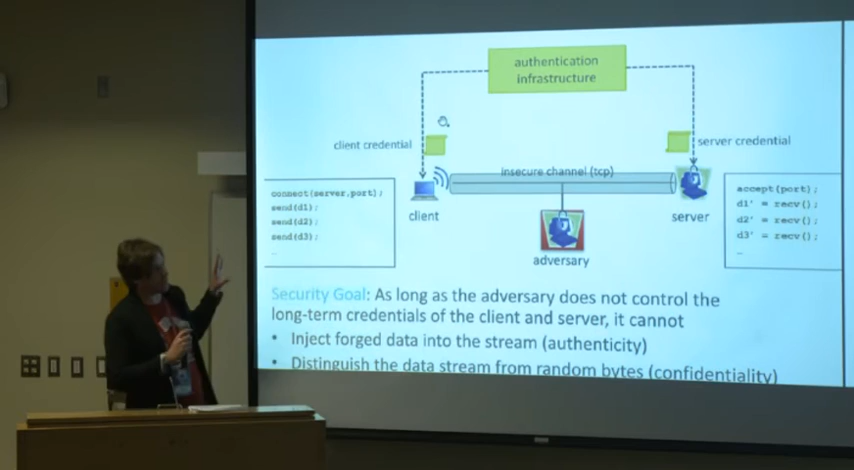 authentication
infrastructure
client credential
server credential
insecure channel (tcp)
connect(server,port);
send(d1);
send(d2);
send(d3);
…
client
server
accept(port);
d1' = recv();
d2' = recv();
d3' = recv();
…
adversary
Security Goal: As long as the adversary does not control the
long-term credentials of the client and server, it cannot
• Inject forged data into the stream (authenticity)
• Distinguish the data stream from random bytes (confidentiality)